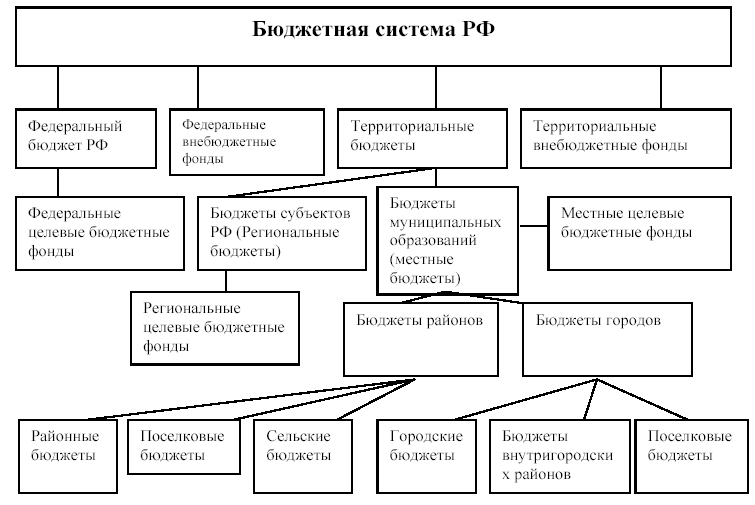 Бюджетная система РФ
Федеральный
бюджет РФ
Федеральные
внебюджетные
фонды
Территориальные
бюджеты
Территориальные
внебюджетные фонды
Федеральные
целевые бюджетные
фонды
Бюджеты субъектов
РФ (Региональные
бюджеты)
Бюджеты
муниципальных
образований
(местные
бюджеты)
Местные целевые
бюджетные фонды
Региональные
целевые бюджетные
фонды
Бюджеты районов
Бюджеты городов
Районные
бюджеты
Поселковые
бюджеты
Сельские
бюджеты
Городские
бюджеты
Бюджеты
внутригородски
х районов
Поселковые
бюджеты